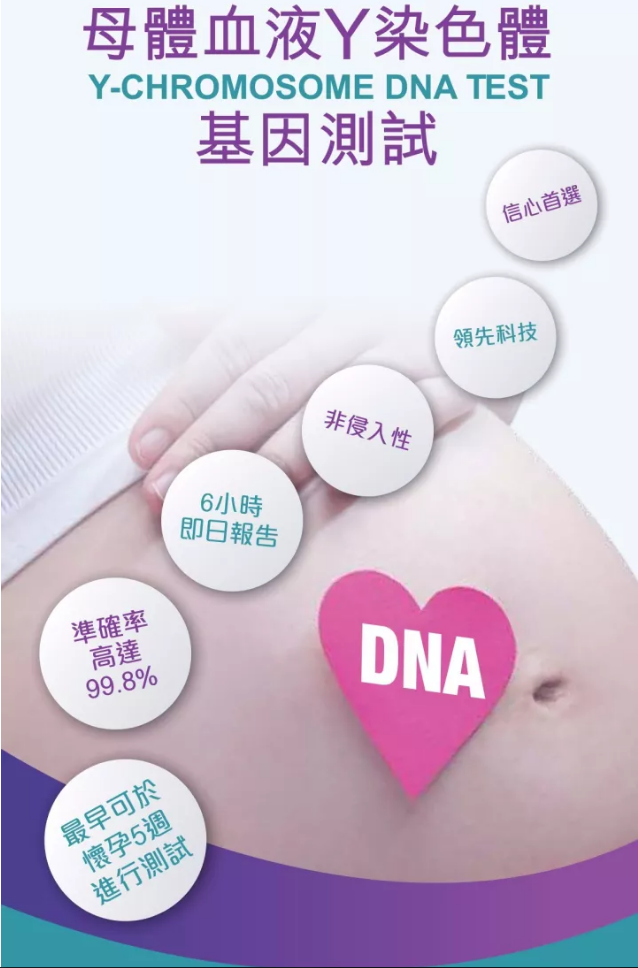 母體血液Y染色體
Y-CHROMOSOME DNA TEST
基因測試
信心首選
領先科技
非侵入性
6小時
即日報告
準確率
高達
99.8%
DNA
最早可於
懷孕5週
進行測試